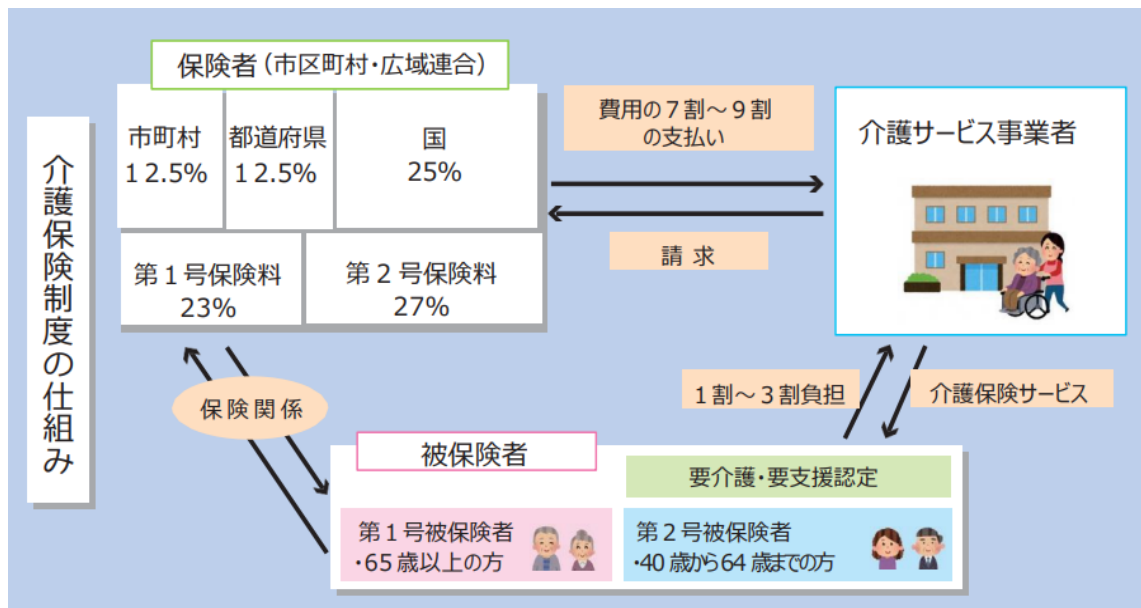 介護保険制度の仕組み
保険者(市区町村・広域連合)
市町村
12.5%
都道府県
12.5%
国
25%
第1号保険料
23%
第2号保険料
27%
費用の7割~9割
の支払い
請求
介護サービス事業者
保険関係
1割~3割負担
介護保険サービス
被保険者
要介護・要支援認定
第1号被保険者
・65歳以上の方
第2号被保険者
・40歳から64歳までの方